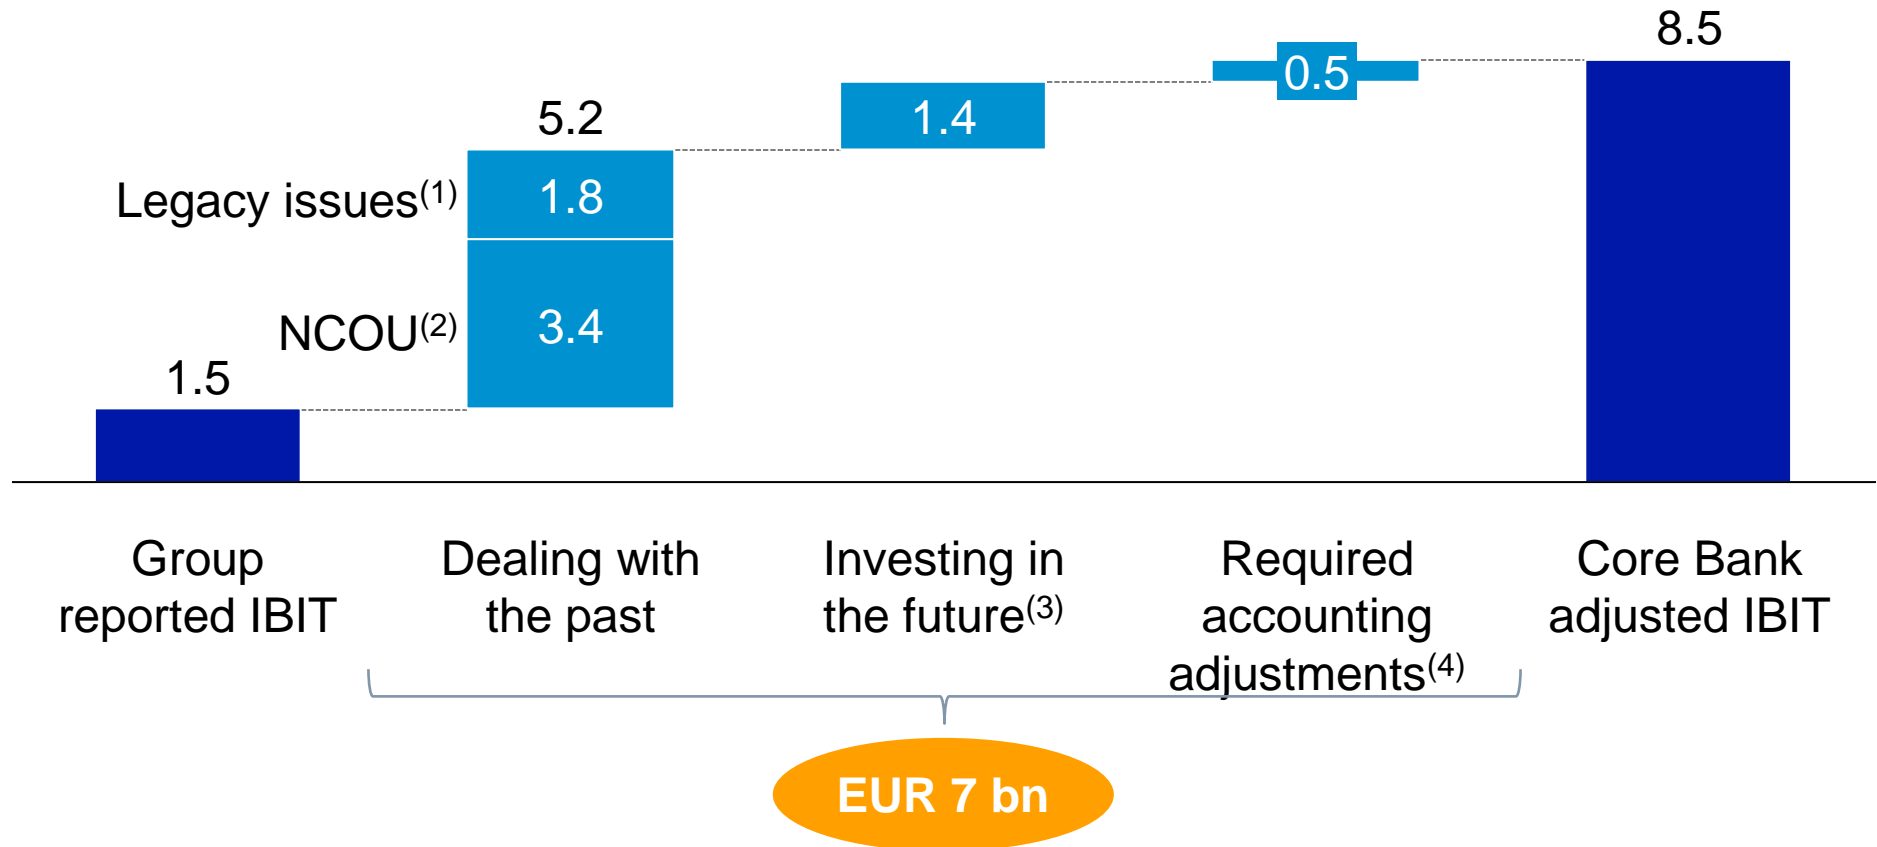 8.5
0.5
5.2
1.4
Legacy issues(1)
1.8
NCOU(2)
3.4
1.5
Group
reported IBIT
Dealing with
the past
Investing in
the future(3)
Required
accounting
adjustments(4)
Core Bank
adjusted IBIT
EUR 7 bn